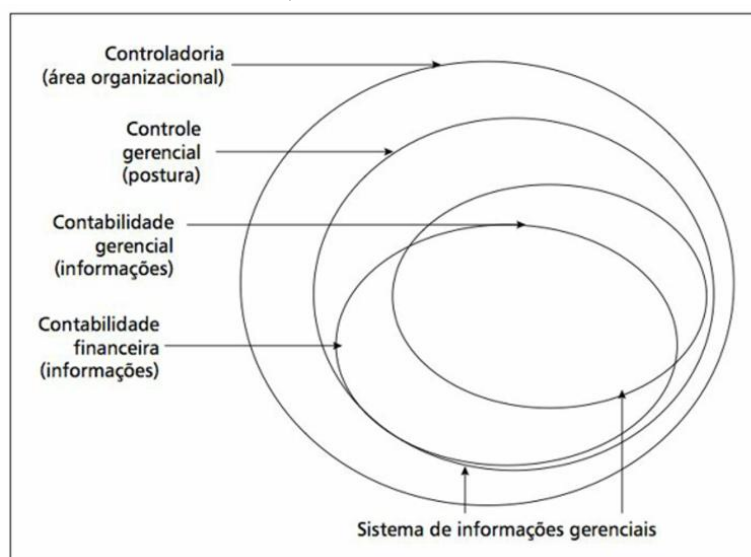 Controladoria
(área organizacional)
Controle
gerencial
(postura)
Contabilidade
gerencial
(informações)
Contabilidade
financeira
(informações)
Sistema de informações gerenciais